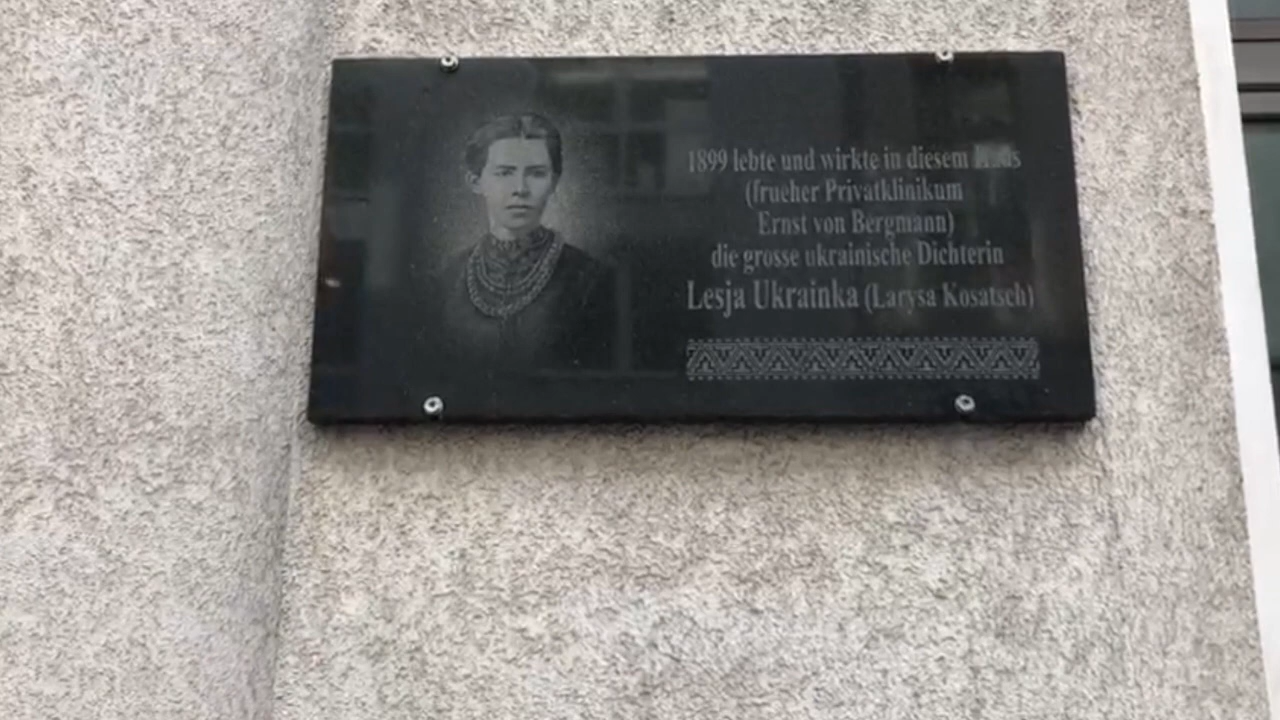 1899 lebte und wirkte in diesem Haus
(frueher Privatklinikum
Ernst von Bergmann)
die grosse ukrainische Dichterin
Lesja Ukrainka (Larysa Kosatsch)